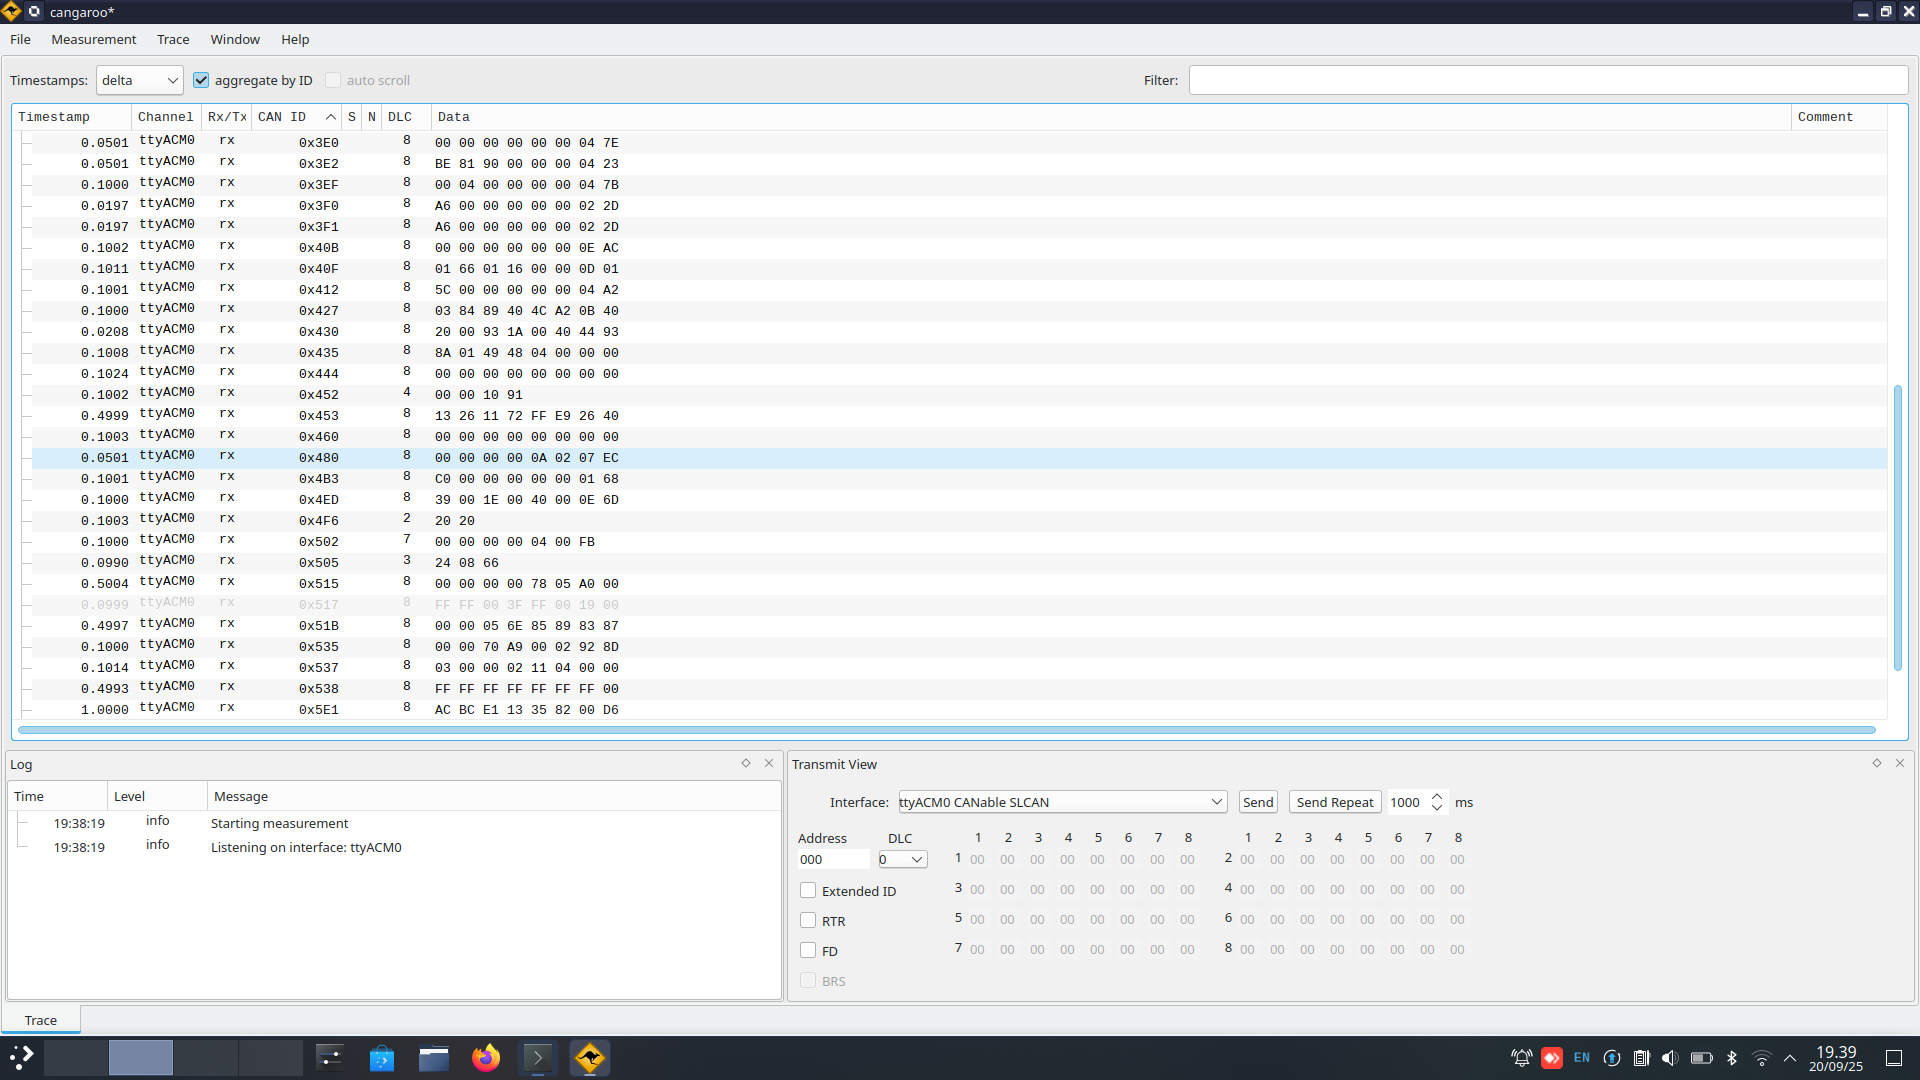 cangaroo*
File Measurement Trace Window Help
Timestamps: delta aggregate by ID auto scroll Filter:
Timestamp Channel Rx/Tx CAN ID S N DLC Data Comment
0.0501 ttyACM0 rx 0x3E0 8 00 00 00 00 00 00 04 7E
0.0501 ttyACM0 rx 0x3E2 8 BE 81 90 00 00 00 04 23
0.1000 ttyACM0 rx 0x3EF 8 00 04 00 00 00 00 04 7B
0.0197 ttyACM0 rx 0x3F0 8 A6 00 00 00 00 00 02 2D
0.0197 ttyACM0 rx 0x3F1 8 A6 00 00 00 00 00 02 2D
0.1002 ttyACM0 rx 0x40B 8 00 00 00 00 00 00 0E AC
0.1011 ttyACM0 rx 0x40F 8 01 66 01 16 00 00 0D 01
0.1001 ttyACM0 rx 0x412 8 5C 00 00 00 00 00 04 A2
0.1000 ttyACM0 rx 0x427 8 03 84 89 40 4C A2 0B 40
0.0208 ttyACM0 rx 0x430 8 20 00 93 1A 00 40 44 93
0.1008 ttyACM0 rx 0x435 8 8A 01 49 48 04 00 00 00
0.1024 ttyACM0 rx 0x444 8 00 00 00 00 00 00 00 00
0.1002 ttyACM0 rx 0x452 4 00 00 10 91
0.4999 ttyACM0 rx 0x453 8 13 26 11 72 FF E9 26 40
0.1003 ttyACM0 rx 0x460 8 00 00 00 00 00 00 00 00
0.0501 ttyACM0 rx 0x480 8 00 00 00 00 0A 02 07 EC
0.1001 ttyACM0 rx 0x4B3 8 C0 00 00 00 00 00 01 68
0.1000 ttyACM0 rx 0x4ED 8 39 00 1E 00 40 00 0E 6D
0.1003 ttyACM0 rx 0x4F6 2 20 20
0.1000 ttyACM0 rx 0x502 7 00 00 00 00 04 00 FB
0.0990 ttyACM0 rx 0x505 3 24 08 66
0.5004 ttyACM0 rx 0x515 8 00 00 00 00 78 05 A0 00
0.0999 ttyACM0 rx 0x517 8 FF FF 00 3F FF 00 19 00
0.4997 ttyACM0 rx 0x51B 8 00 00 05 6E 85 89 83 87
0.1000 ttyACM0 rx 0x535 8 00 00 70 A9 00 02 92 8D
0.1014 ttyACM0 rx 0x537 8 03 00 00 02 11 04 00 00
0.4993 ttyACM0 rx 0x538 8 FF FF FF FF FF FF FF 00
1.0000 ttyACM0 rx 0x5E1 8 AC BC E1 13 35 82 00 D6
Log
Time Level Message
19:38:19 info Starting measurement
19:38:19 info Listening on interface: ttyACM0
Transmit View
Interface: ttyACM0 CANable SLCAN Send Send Repeat 1000 ms
Address DLC 1 2 3 4 5 6 7 8 1 2 3 4 5 6 7 8
000 0 1 00 00 00 00 00 00 00 00 2 00 00 00 00 00 00 00 00
Extended ID 3 00 00 00 00 00 00 00 00 4 00 00 00 00 00 00 00 00
RTR 5 00 00 00 00 00 00 00 00 6 00 00 00 00 00 00 00 00
FD 7 00 00 00 00 00 00 00 00 8 00 00 00 00 00 00 00 00
BRS
Trace
EN 19.39
20/09/25